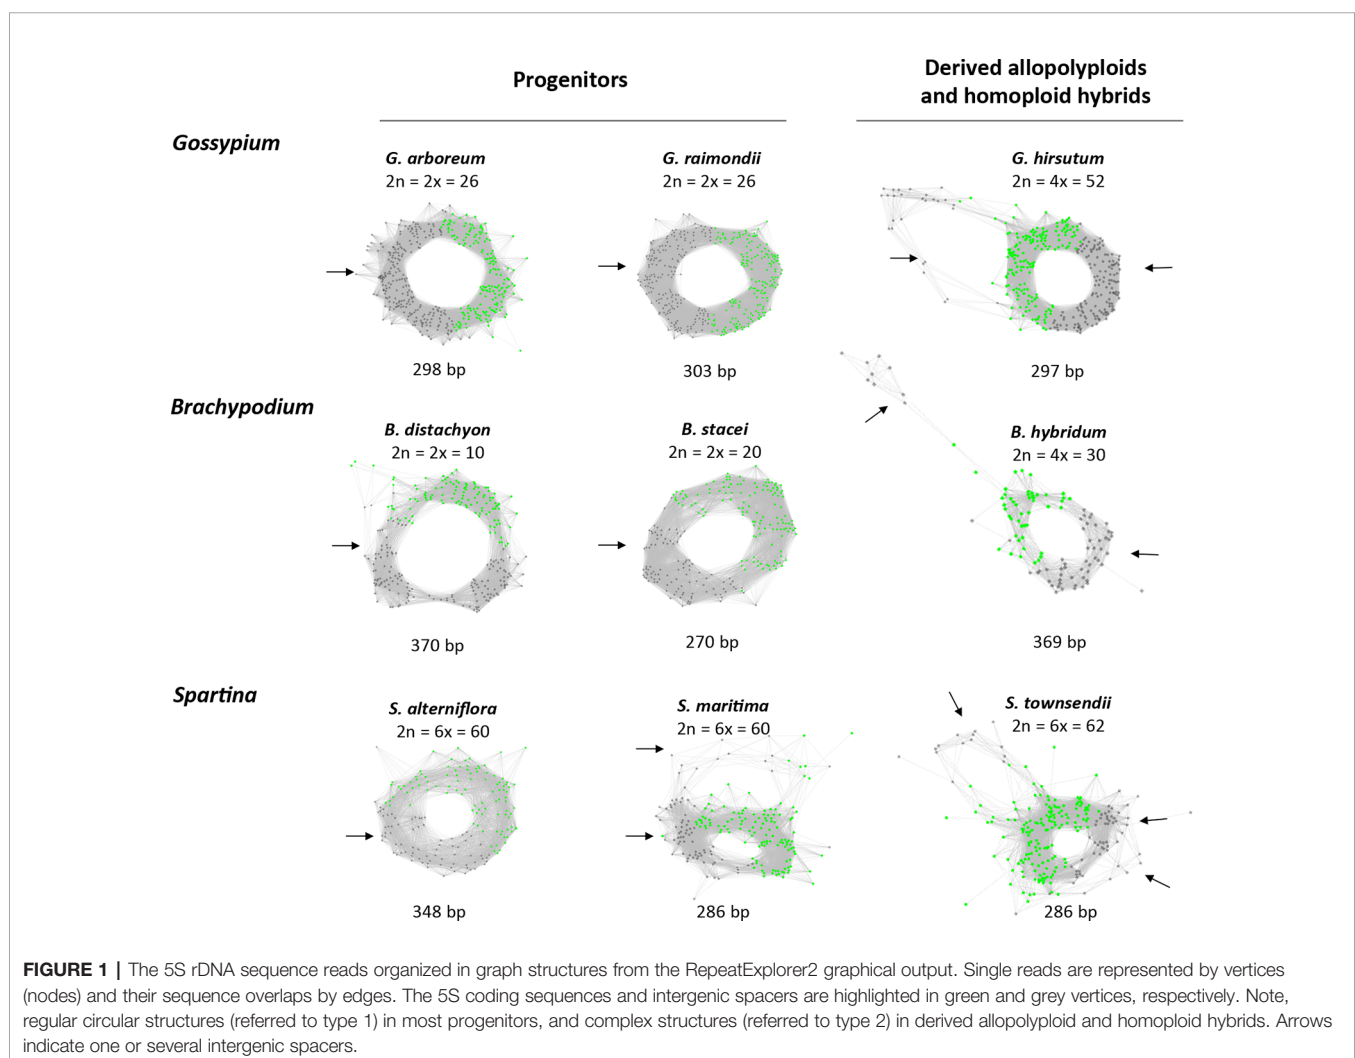 Progenitors
Derived allopolyploids
and homoploid hybrids
Gossypium
G. arboreum
2n = 2x = 26
G. raimondii
2n = 2x = 26
G. hirsutum
2n = 4x = 52
298 bp
303 bp
297 bp
Brachypodium
B. distachyon
2n = 2x = 10
B. stacei
2n = 2x = 20
B. hybridum
2n = 4x = 30
370 bp
270 bp
369 bp
Spartina
S. alterniflora
2n = 6x = 60
S. maritima
2n = 6x = 60
S. townsendii
2n = 6x = 62
348 bp
286 bp
286 bp
FIGURE 1 | The 5S rDNA sequence reads organized in graph structures from the RepeatExplorer2 graphical output. Single reads are represented by vertices
(nodes) and their sequence overlaps by edges. The 5S coding sequences and intergenic spacers are highlighted in green and grey vertices, respectively. Note,
regular circular structures (referred to type 1) in most progenitors, and complex structures (referred to type 2) in derived allopolyploid and homoploid hybrids. Arrows
indicate one or several intergenic spacers.